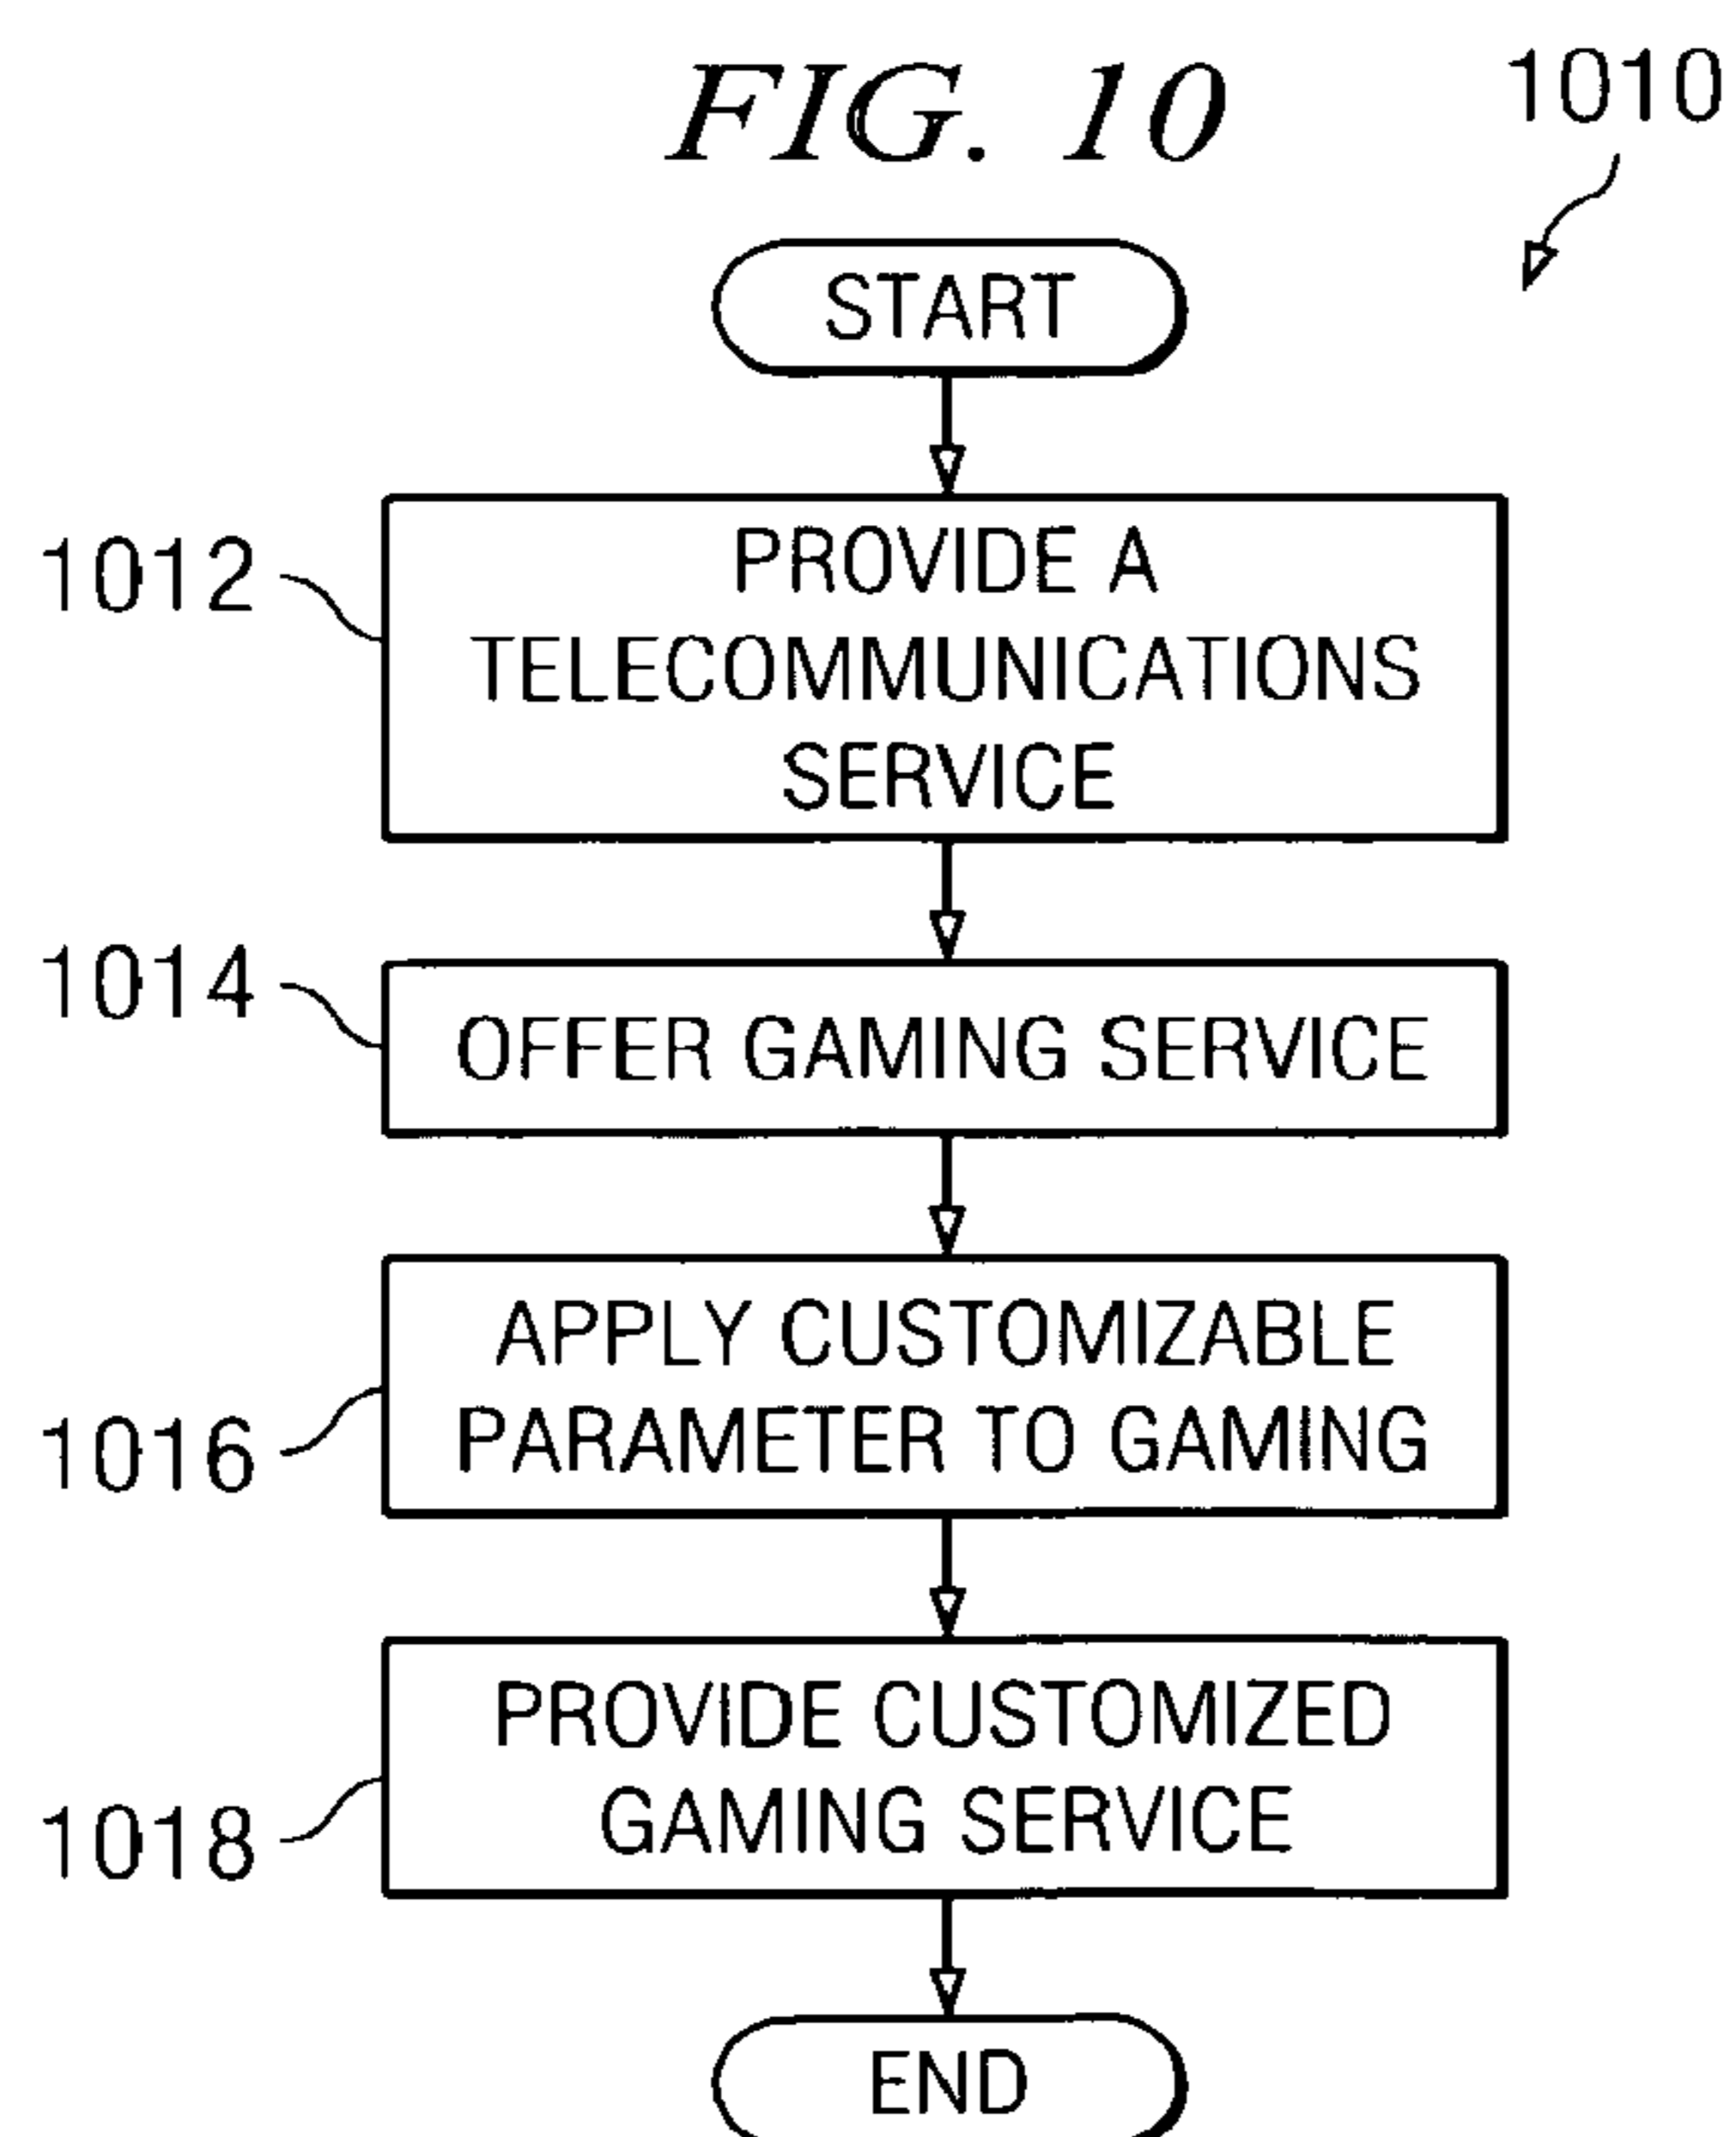 FIG. 10
1010
START
1012
PROVIDE A
TELECOMMUNICATIONS
SERVICE
1014
OFFER GAMING SERVICE
1016
APPLY CUSTOMIZABLE
PARAMETER TO GAMING
1018
PROVIDE CUSTOMIZED
GAMING SERVICE
END